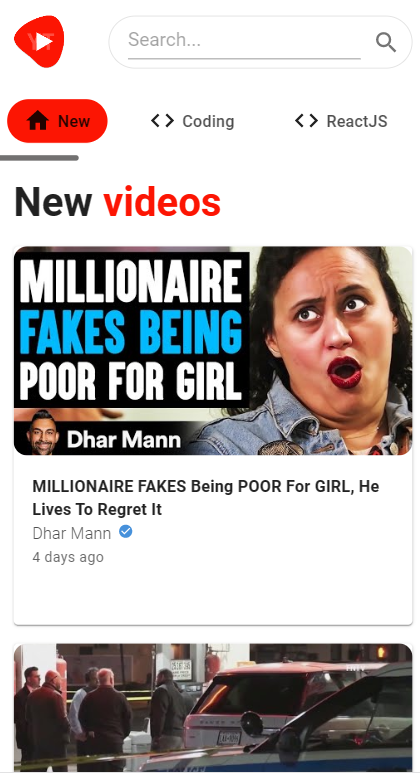 Search...
New
Coding
ReactJS
New videos
MILLIONAIRE
FAKES BEING
POOR FOR GIRL
Dhar Mann
MILLIONAIRE FAKES Being POOR For GIRL, He
Lives To Regret It
Dhar Mann
4 days ago